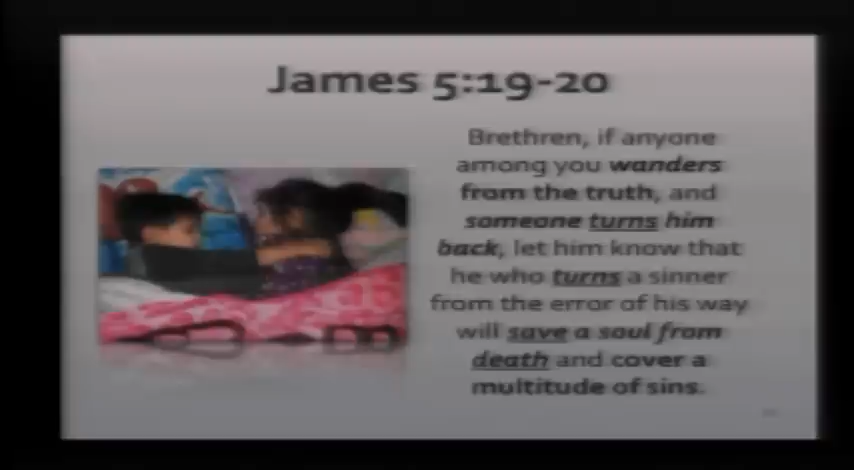 James 5:19-20
Brethren, if anyone
among you wanders
from the truth, and
someone turns him
back, let him know that
he who turns a sinner
from the error of his way
will save a soul from
death and cover a
multitude of sins.